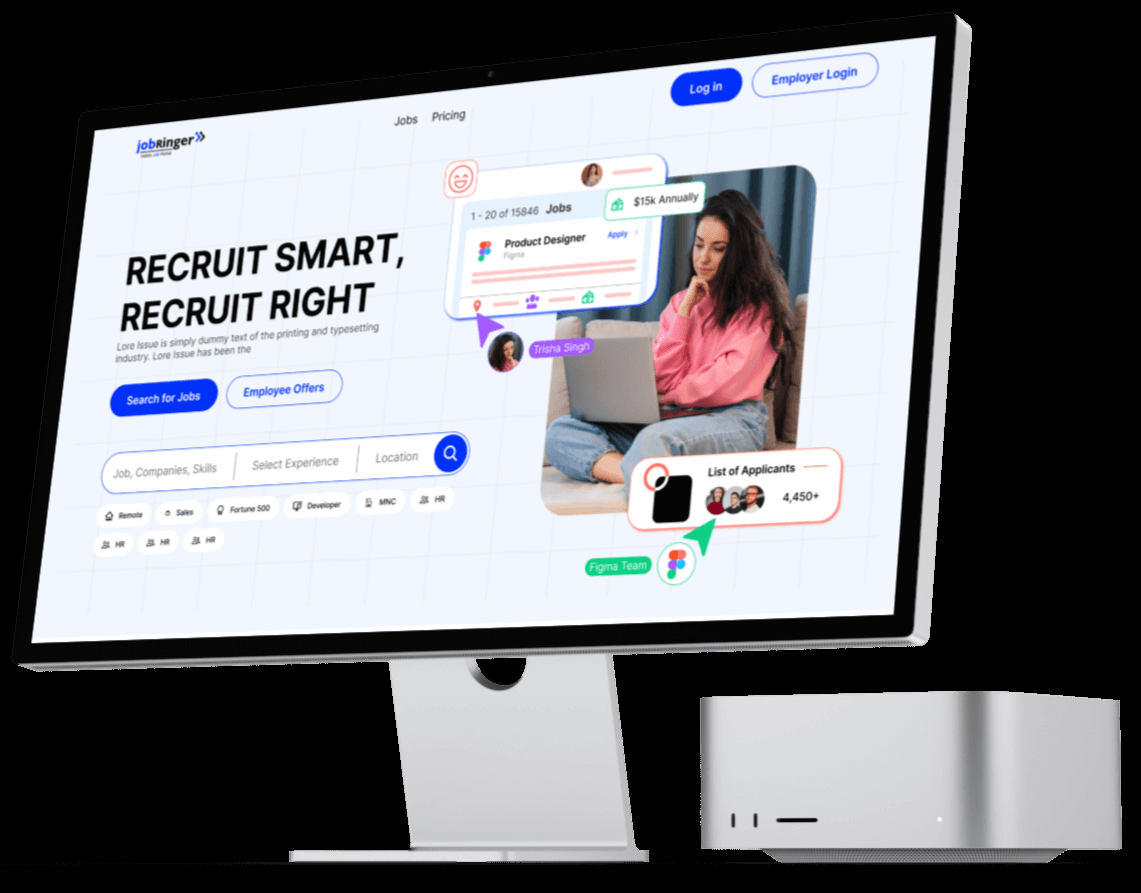 Log in
Employer Login
Jobs
Pricing
jobRinger
1 - 20 of 15846 Jobs
$15k Annually
Product Designer
Apply
Figma
RECRUIT SMART,
RECRUIT RIGHT
Lore Issue is simply dummy text of the printing and typesetting
industry. Lore Issue has been the
Trisha Singh
Search for Jobs
Employee Offers
Job, Companies, Skills
Select Experience
Location
List of Applicants
4,450+
Remote
Sales
Fortune 500
Developer
MNC
HR
HR
HR
HR
Figma Team